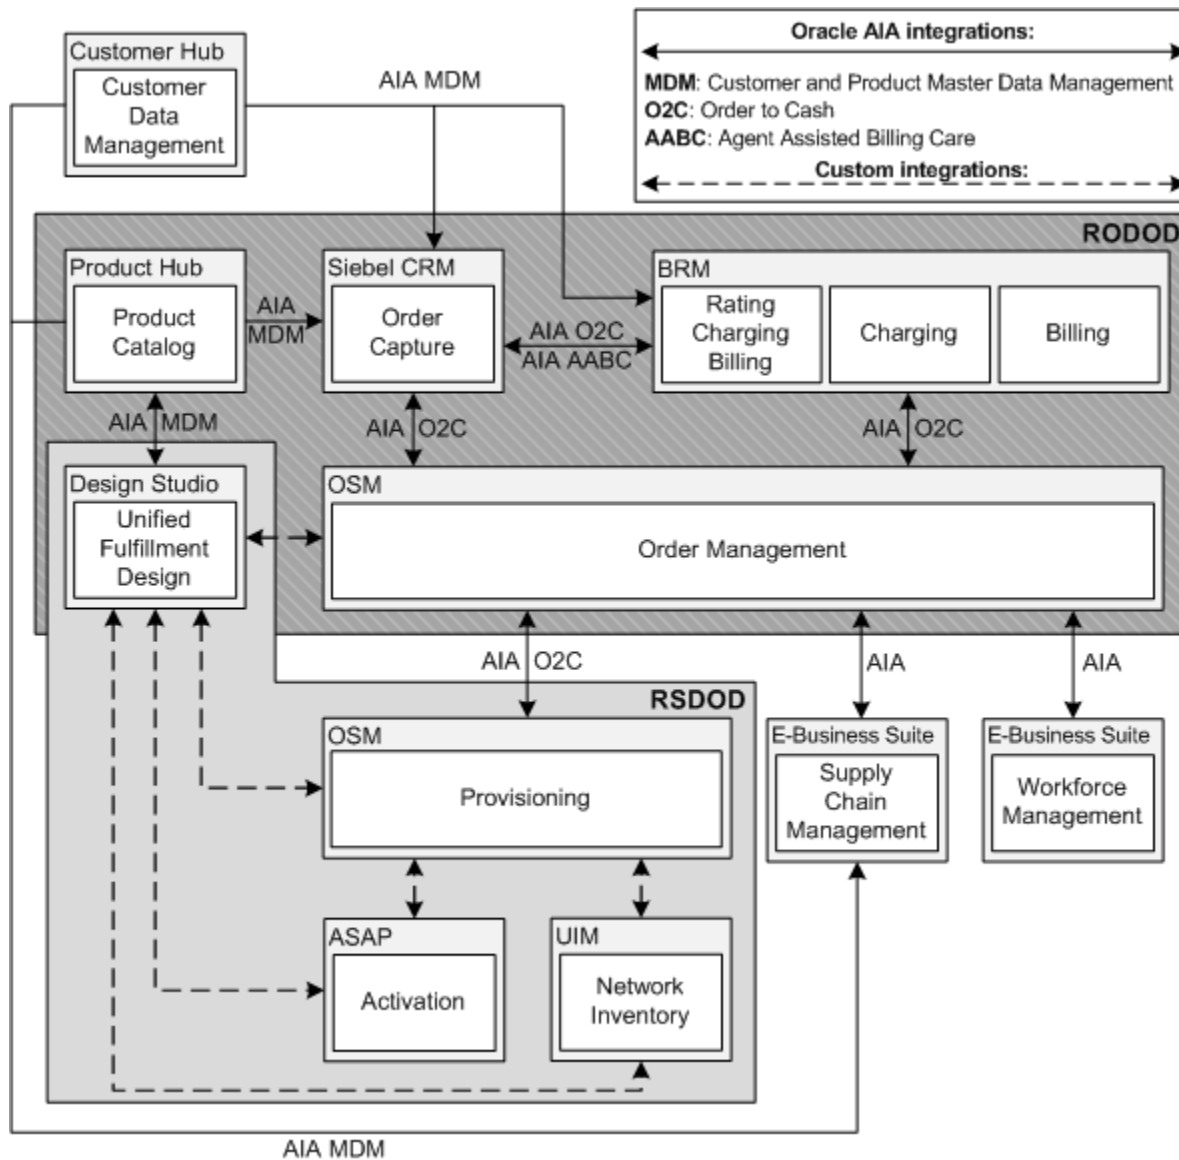 Customer Hub
Customer
Data
Management
AIA MDM
Oracle AIA integrations:
MDM: Customer and Product Master Data Management
O2C: Order to Cash
AABC: Agent Assisted Billing Care
Custom integrations:
RODOD
Product Hub
Product
Catalog
AIA
MDM
Siebel CRM
Order
Capture
AIA O2C
AIA AABC
BRM
Rating
Charging
Billing
Charging
Billing
AIA MDM
AIA O2C
AIA O2C
Design Studio
Unified
Fulfillment
Design
OSM
Order Management
AIA O2C
AIA
AIA
RSDOD
OSM
Provisioning
E-Business Suite
Supply
Chain
Management
E-Business Suite
Workforce
Management
ASAP
Activation
UIM
Network
Inventory
AIA MDM